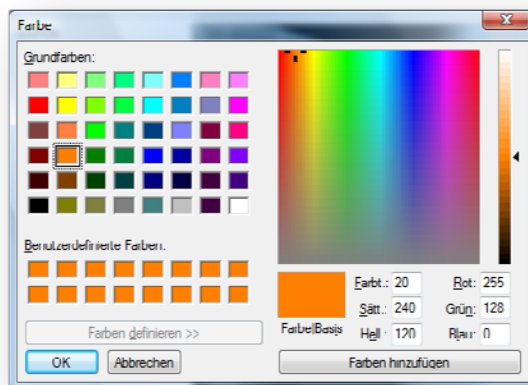 Farbe
Grundfarben:
Benutzerdefinierte Farben:
Farben definieren >>
OK Abbrechen
Farbe|Basis
Farbt.: 20 Rot: 255
Sätt.: 240 Grün: 128
Hell.: 120 Blau: 0
Farben hinzufügen